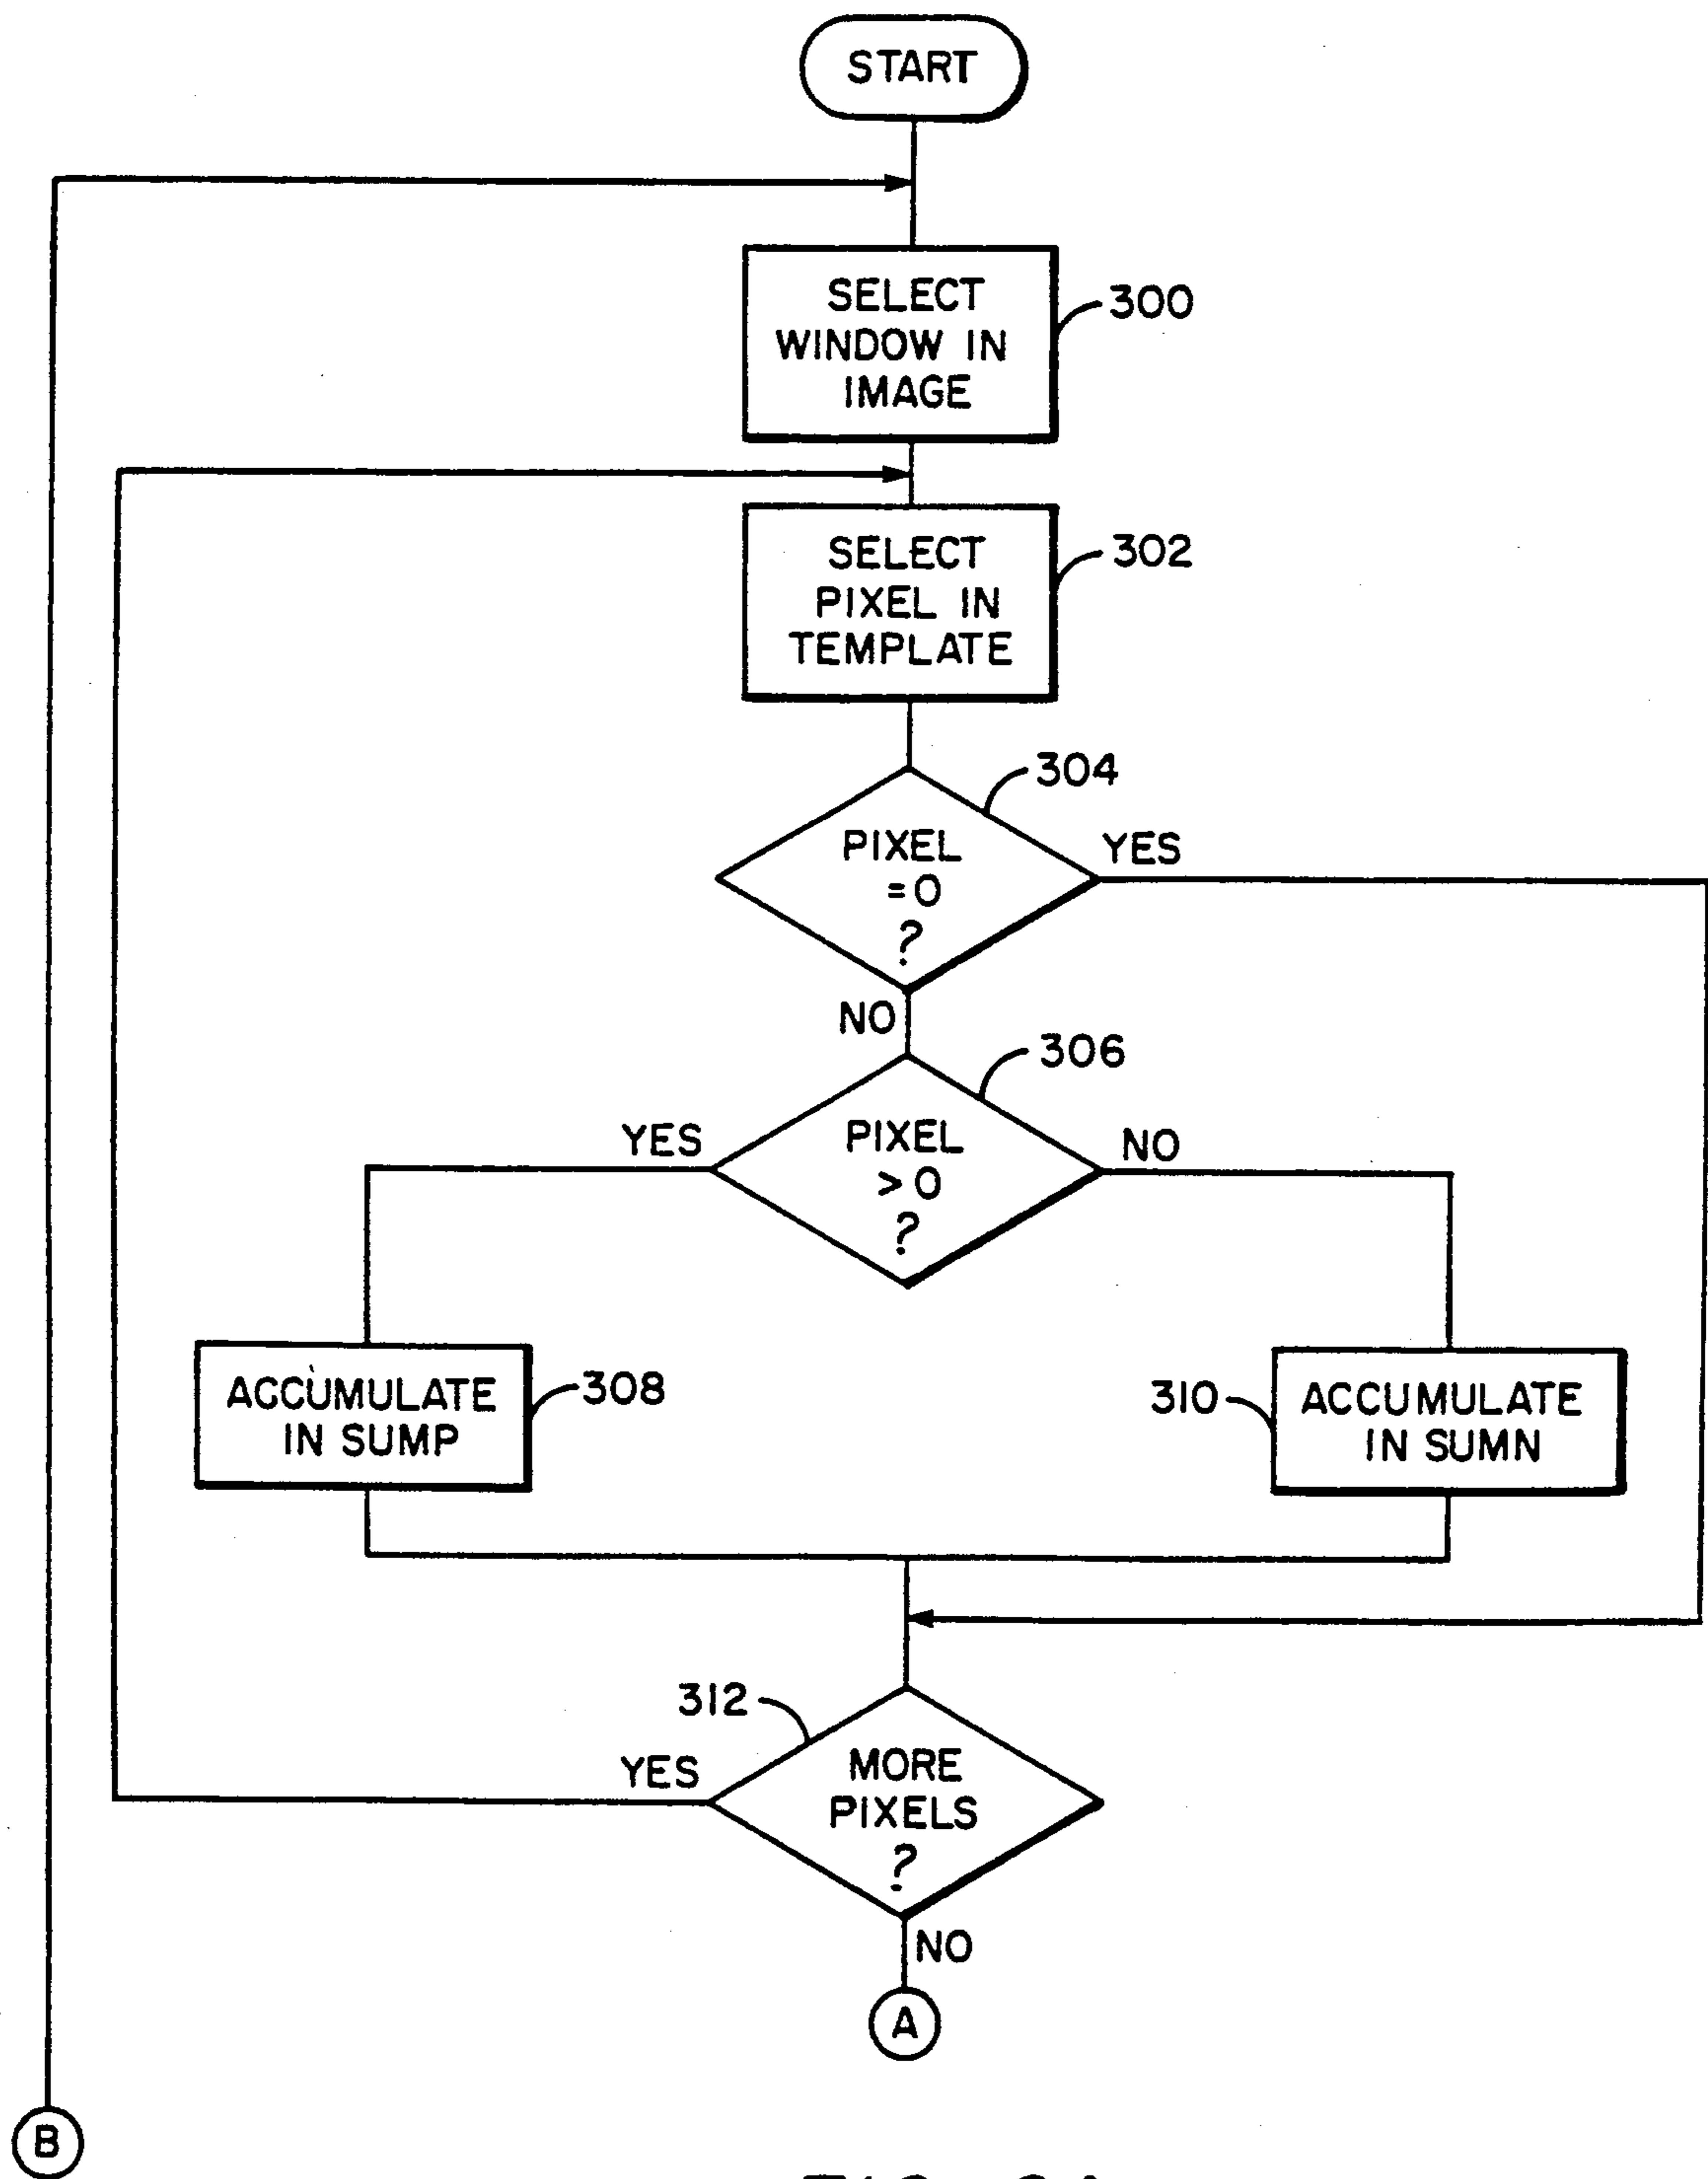 START
SELECT
WINDOW IN
IMAGE
300
SELECT
PIXEL IN
TEMPLATE
302
304
PIXEL
=0
?
YES
NO
306
PIXEL
>0
?
YES
NO
ACCUMULATE
IN SUMP
308
310
ACCUMULATE
IN SUMN
312
MORE
PIXELS
?
YES
NO
A
B